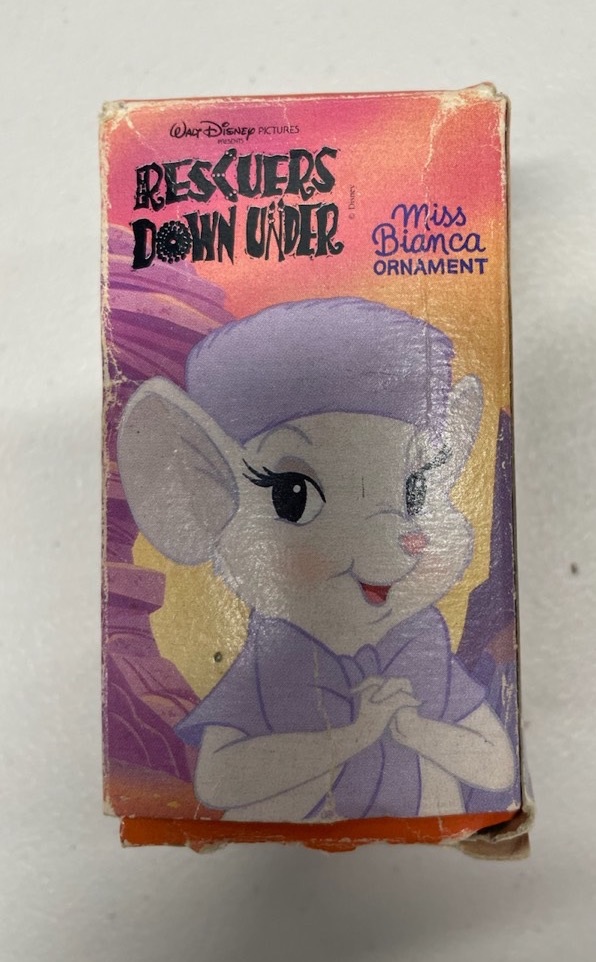 WALT DISNEY PICTURES
PRESENTS
RESCUERS
DOWN UNDER
© Disney
Miss
Bianca
ORNAMENT